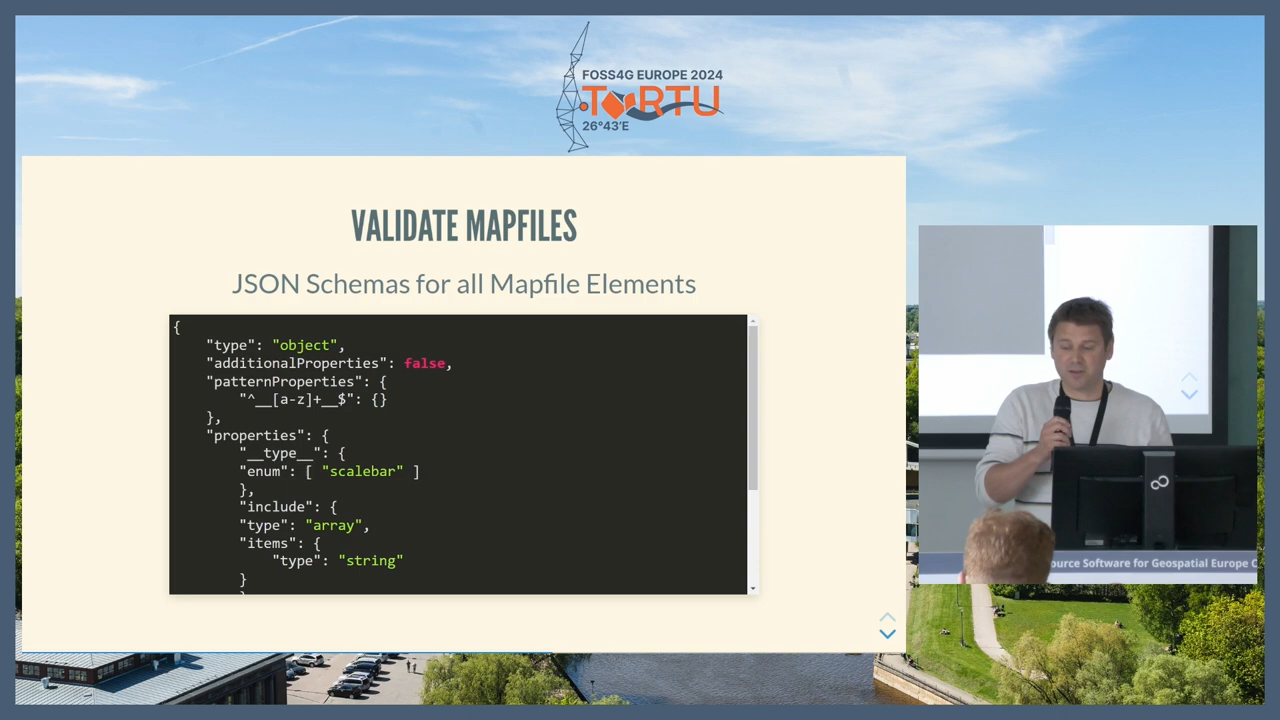 FOSS4G EUROPE 2024
TORTU
26°43'E
VALIDATE MAPFILES
JSON Schemas for all Mapfile Elements
{
    "type": "object",
    "additionalProperties": false,
    "patternProperties": {
        "^__[a-z]+__$": {}
    },
    "properties": {
        "__type__": {
        "enum": [ "scalebar" ]
        },
        "include": {
        "type": "array",
        "items": {
            "type": "string"
        }
ource Software for Geospatial Europe C